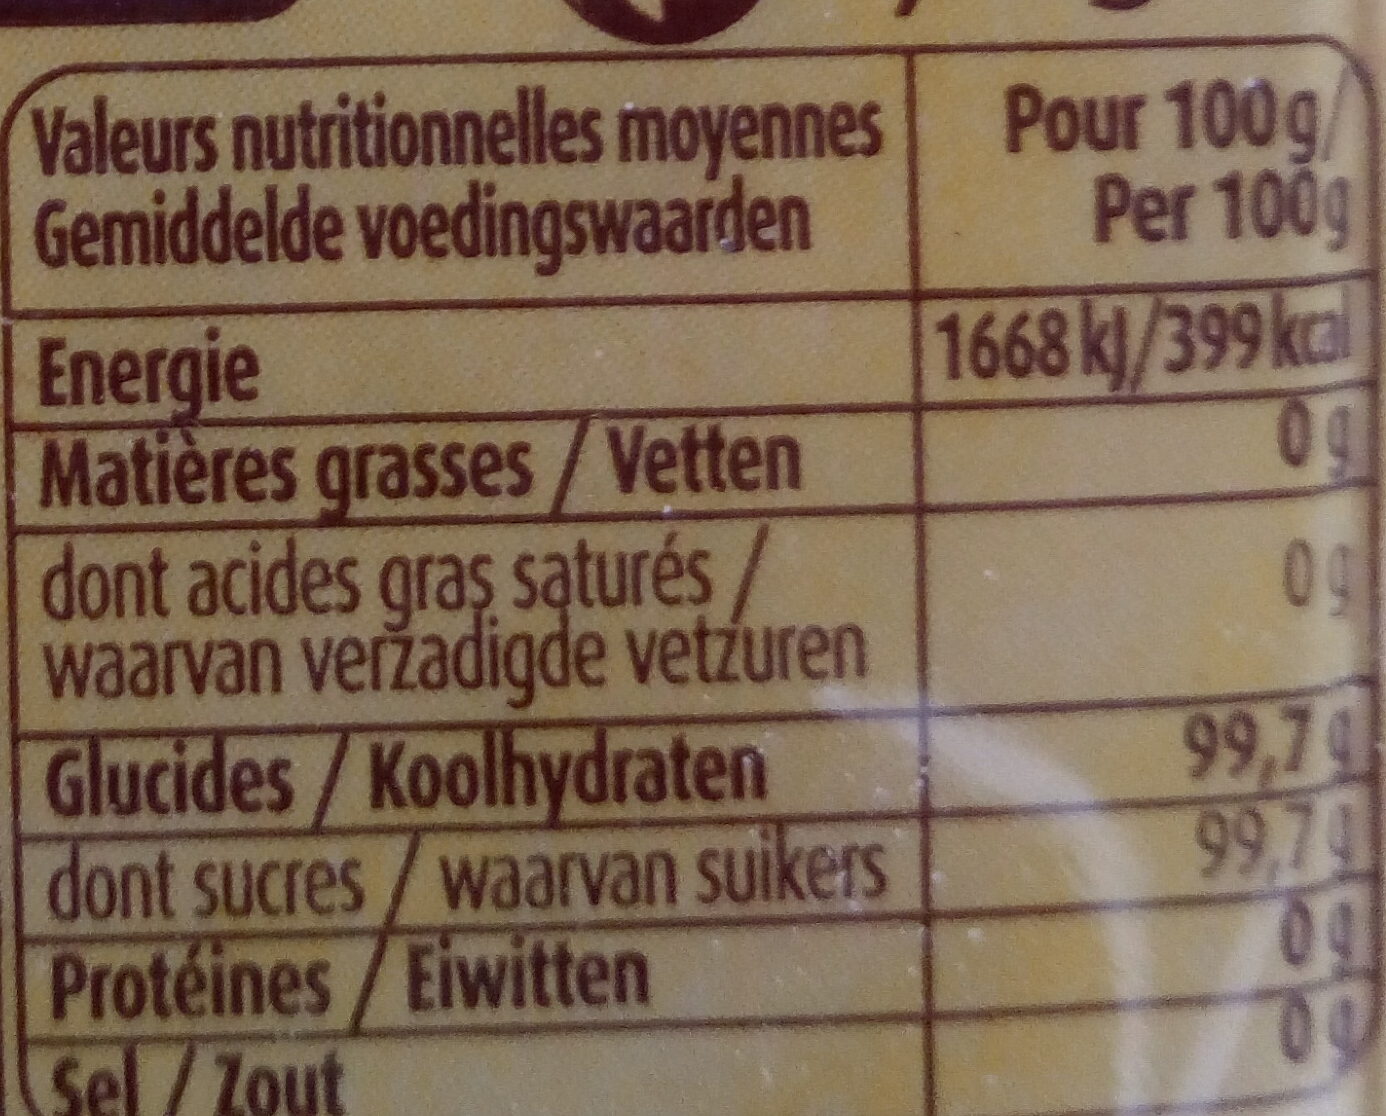 Valeurs nutritionnelles moyennes Pour 100 g/
Gemiddelde voedingswaarden Per 100g
Energie 1668 kJ/399 kcal
Matières grasses / Vetten 0 g
dont acides gras saturés / 0 g
waarvan verzadigde vetzuren
Glucides / Koolhydraten 99,7 g
dont sucres / waarvan suikers 99,7 g
Protéines / Eiwitten 0 g
Sel / Zout 0 g